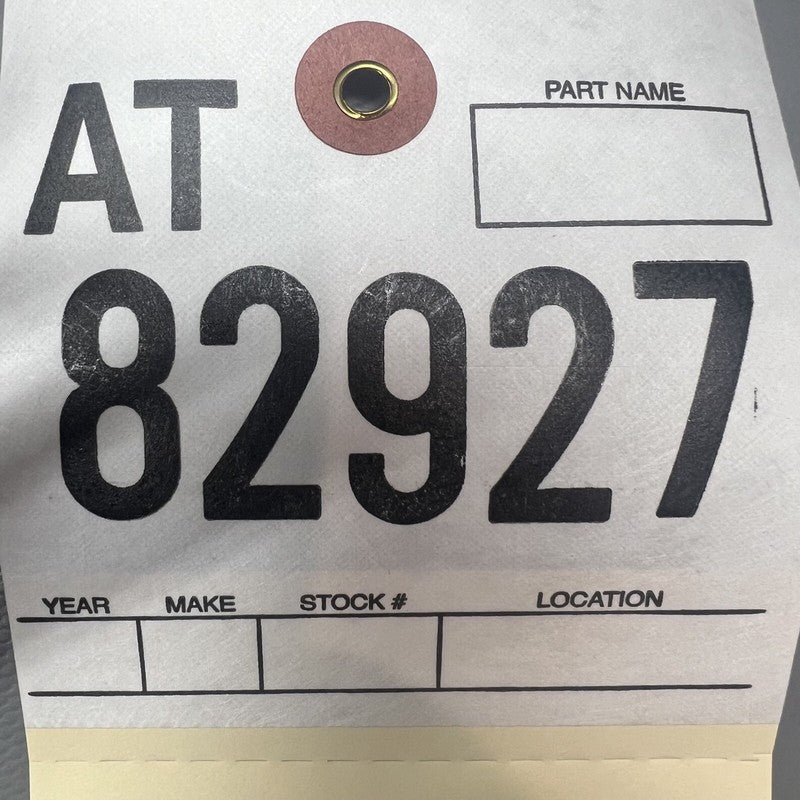 AT
PART NAME
82927
YEAR MAKE STOCK # LOCATION